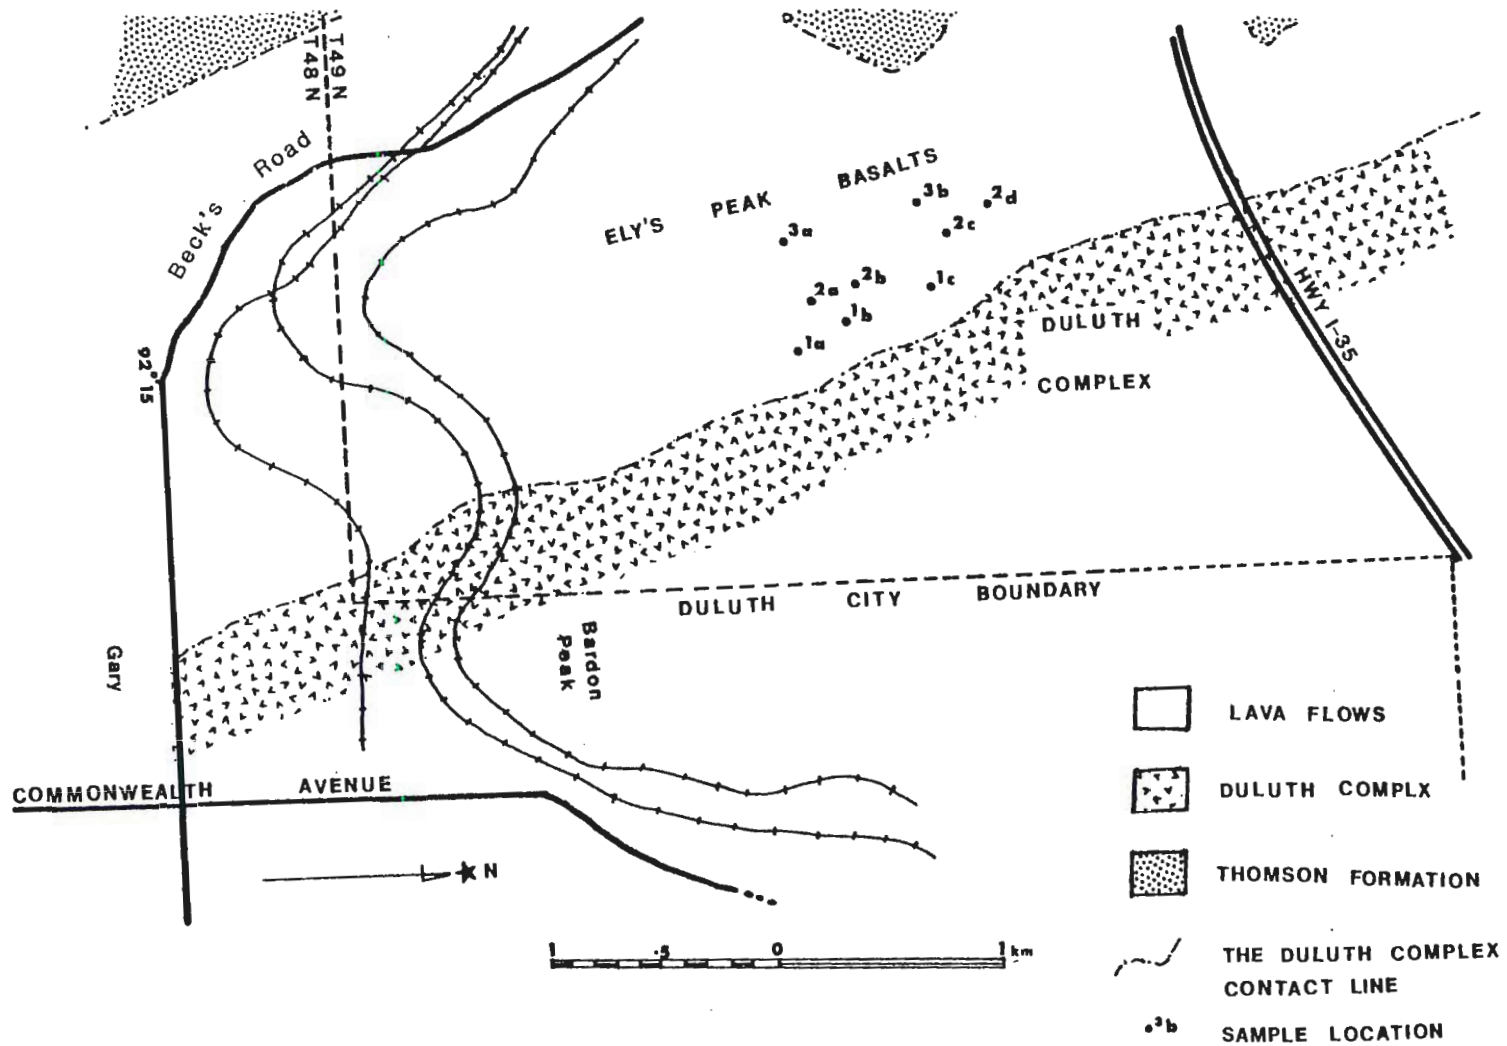 T49 N
T48 N
Beck's Road
ELY'S PEAK BASALTS
3b
2d
3a
2c
2b
1c
2a
1b
1a
HWY I-35
DULUTH
COMPLEX
92° 15
DULUTH CITY BOUNDARY
Bardon
Peak
Gary
COMMONWEALTH AVENUE
N
1 .5 0 1 km
LAVA FLOWS
DULUTH COMPLX
THOMSON FORMATION
THE DULUTH COMPLEX
CONTACT LINE
3b SAMPLE LOCATION